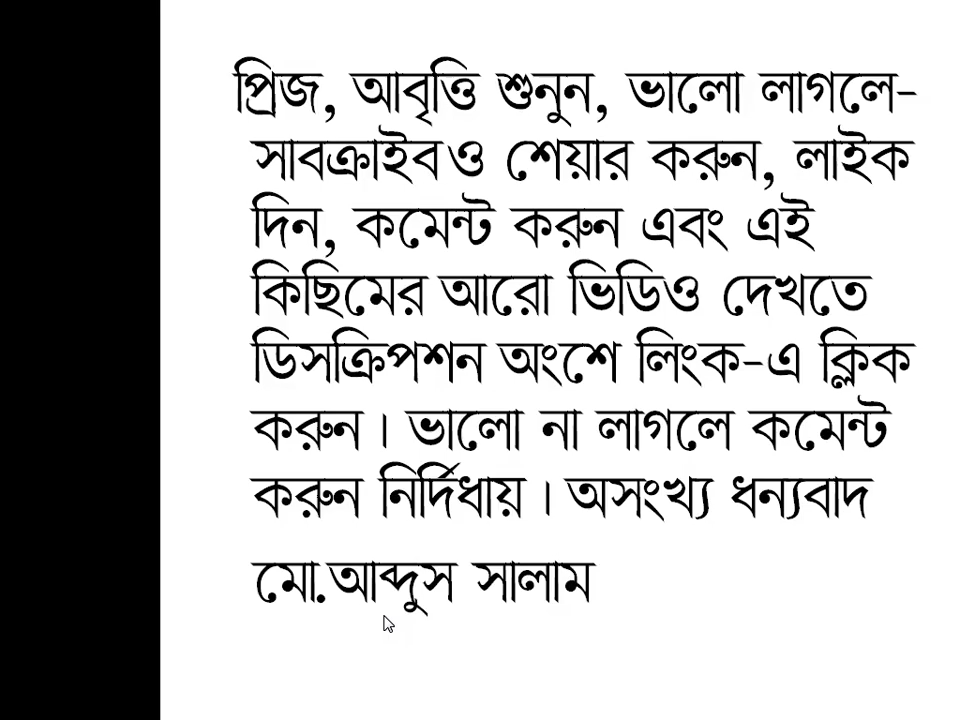 প্রিজ, আবৃত্তি শুনুন, ভালো লাগলে-
সাবক্রাইব ও শেয়ার করুন, লাইক
দিন, কমেন্ট করুন এবং এই
কিছিমের আরো ভিডিও দেখতে
ডিসক্রিপশন অংশে লিংক-এ ক্লিক
করুন। ভালো না লাগলে কমেন্ট
করুন নির্দিধায়। অসংখ্য ধন্যবাদ
মো.আব্দুস সালাম